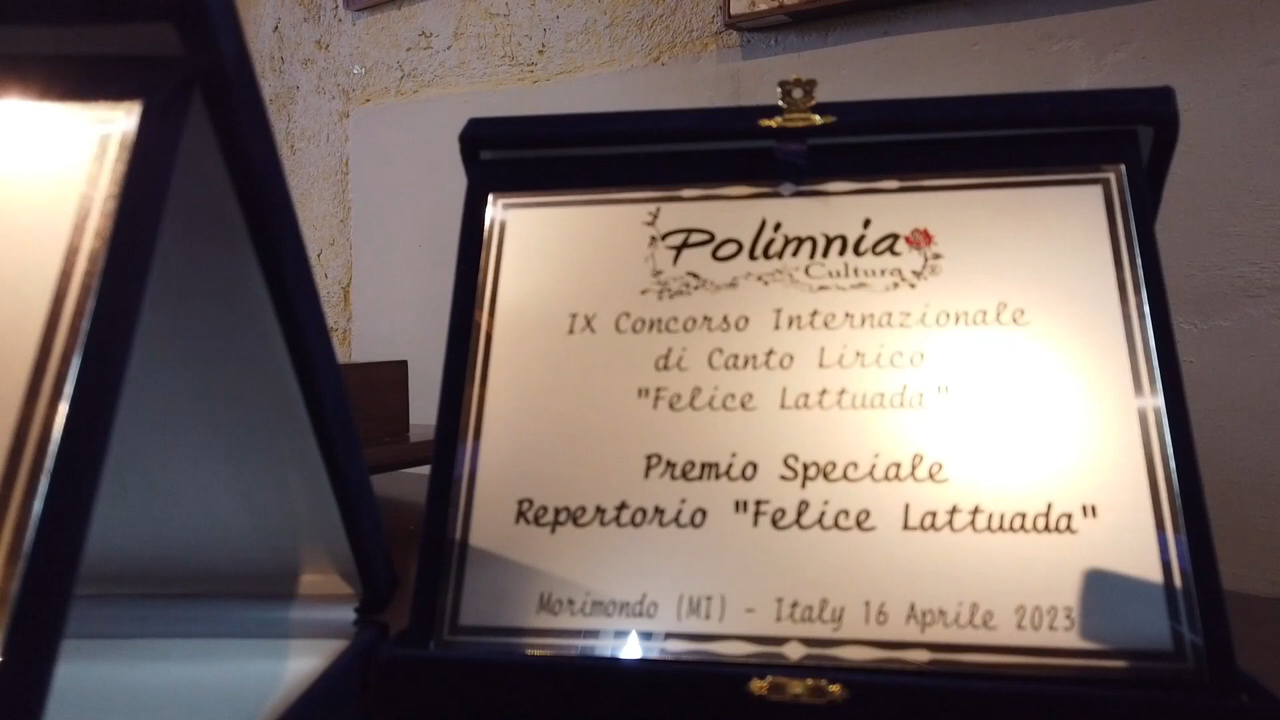 Polimnia
Cultura ®
IX Concorso Internazionale
di Canto Lirico
"Felice Lattuada"
Premio Speciale
Repertorio "Felice Lattuada"
Morimondo (MI) - Italy 16 Aprile 2023